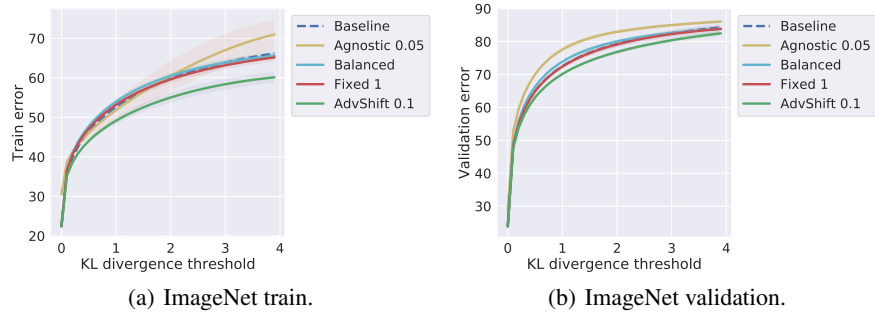 Train error
70
60
50
40
30
20
0 1 2 3 4
KL divergence threshold
Baseline
Agnostic 0.05
Balanced
Fixed 1
AdvShift 0.1
(a) ImageNet train.
Validation error
90
80
70
60
50
40
30
0 1 2 3 4
KL divergence threshold
Baseline
Agnostic 0.05
Balanced
Fixed 1
AdvShift 0.1
(b) ImageNet validation.